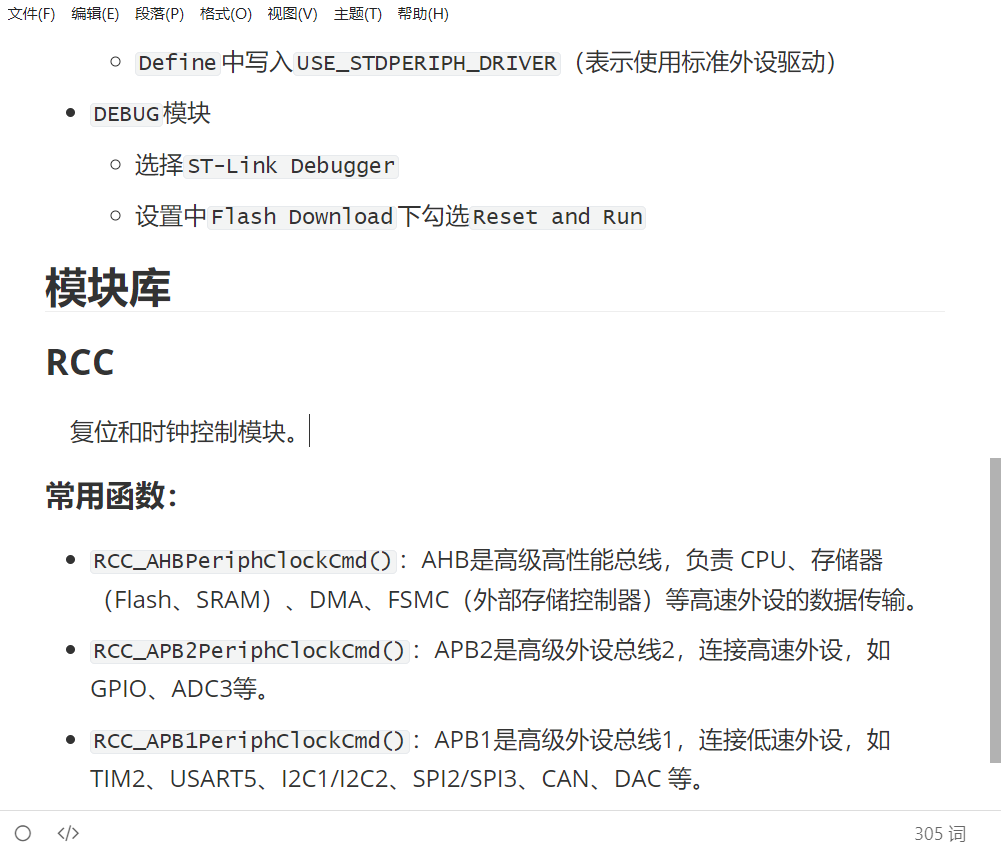 文件(F) 编辑(E) 段落(P) 格式(O) 视图(V) 主题(T) 帮助(H)
Define中写入USE_STDPERIPH_DRIVER（表示使用标准外设驱动）
DEBUG模块
选择ST-Link Debugger
设置中Flash Download下勾选Reset and Run
模块库
RCC
复位和时钟控制模块。
常用函数：
RCC_AHBPeriphClockCmd()：AHB是高级高性能总线，负责 CPU、存储器
（Flash、SRAM）、DMA、FSMC（外部存储控制器）等高速外设的数据传输。
RCC_APB2PeriphClockCmd()：APB2是高级外设总线2，连接高速外设，如
GPIO、ADC3等。
RCC_APB1PeriphClockCmd()：APB1是高级外设总线1，连接低速外设，如
TIM2、USART5、I2C1/I2C2、SPI2/SPI3、CAN、DAC 等。
</> 305 词